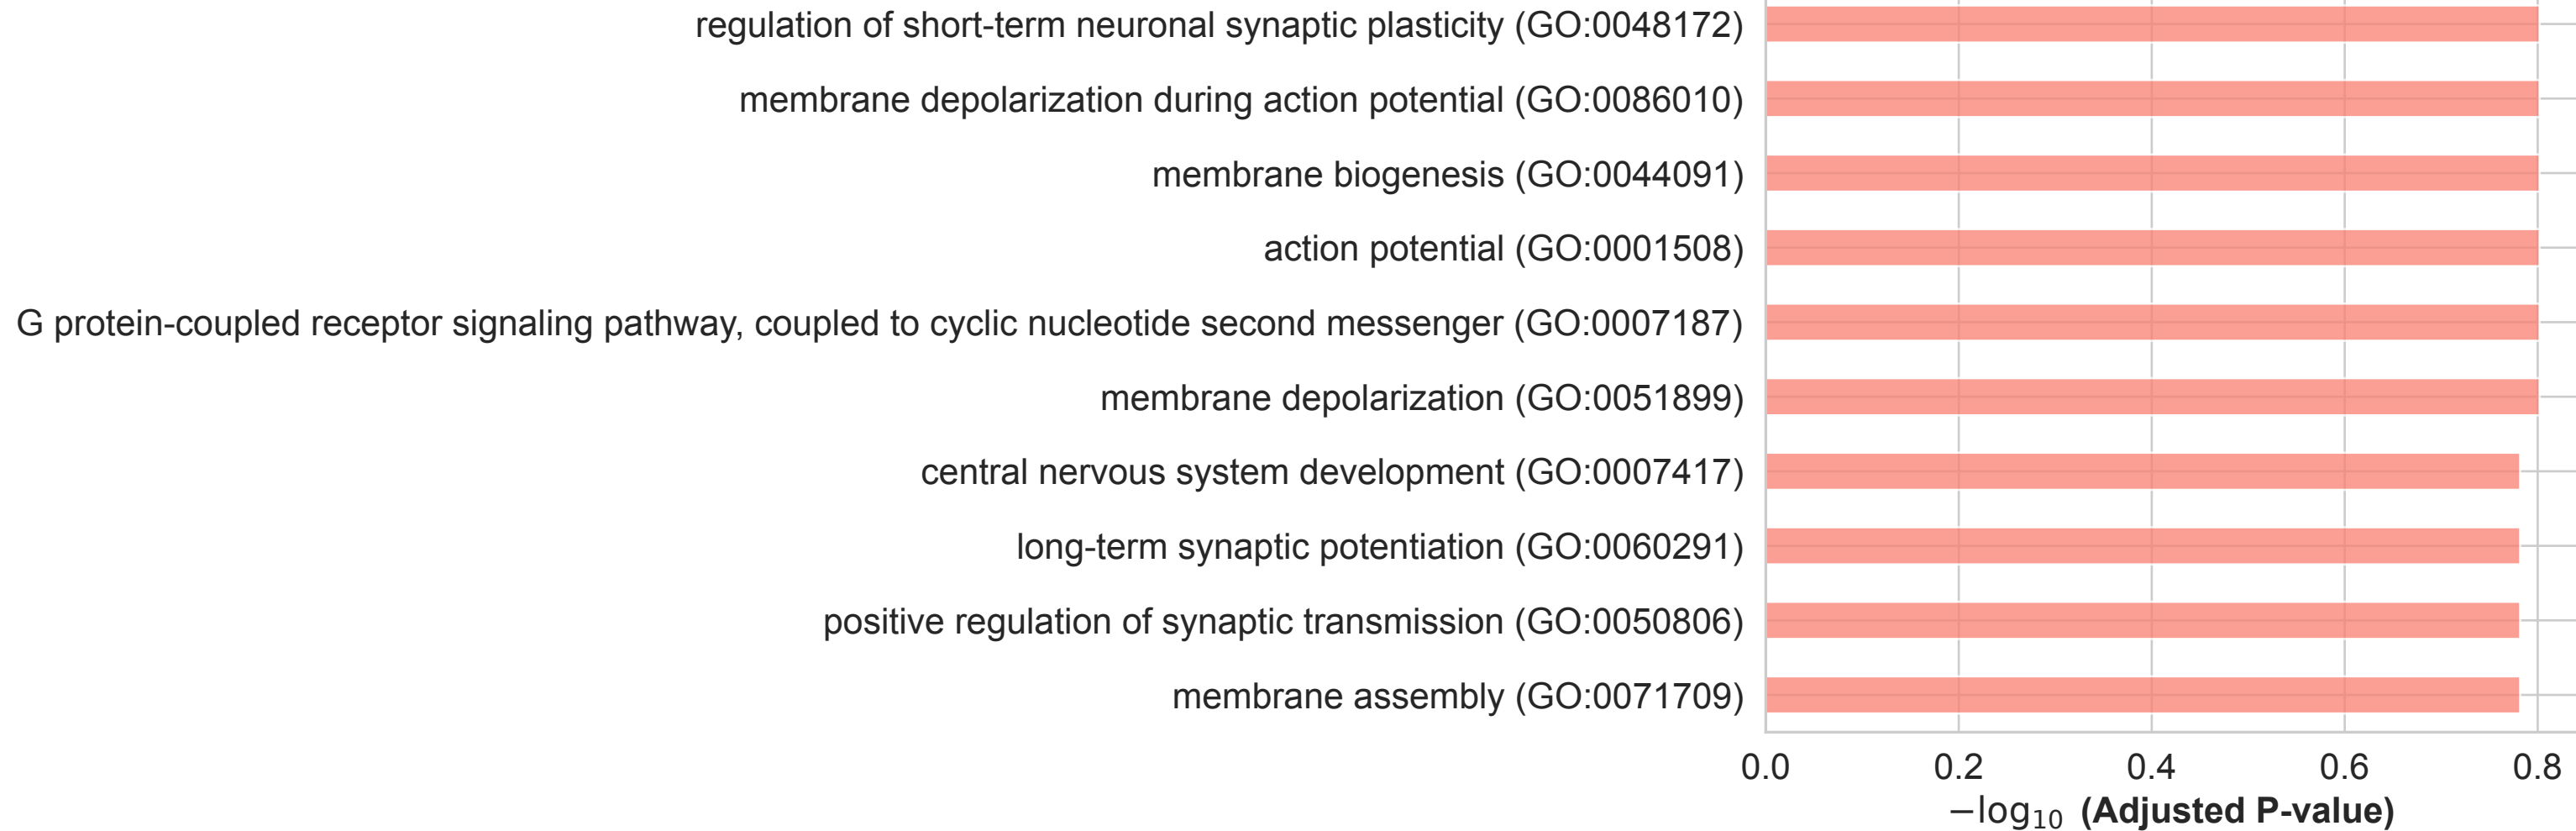 regulation of short-term neuronal synaptic plasticity (GO:0048172)
membrane depolarization during action potential (GO:0086010)
membrane biogenesis (GO:0044091)
action potential (GO:0001508)
G protein-coupled receptor signaling pathway, coupled to cyclic nucleotide second messenger (GO:0007187)
membrane depolarization (GO:0051899)
central nervous system development (GO:0007417)
long-term synaptic potentiation (GO:0060291)
positive regulation of synaptic transmission (GO:0050806)
membrane assembly (GO:0071709)
0.0 0.2 0.4 0.6 0.8
−log₁₀ (Adjusted P-value)